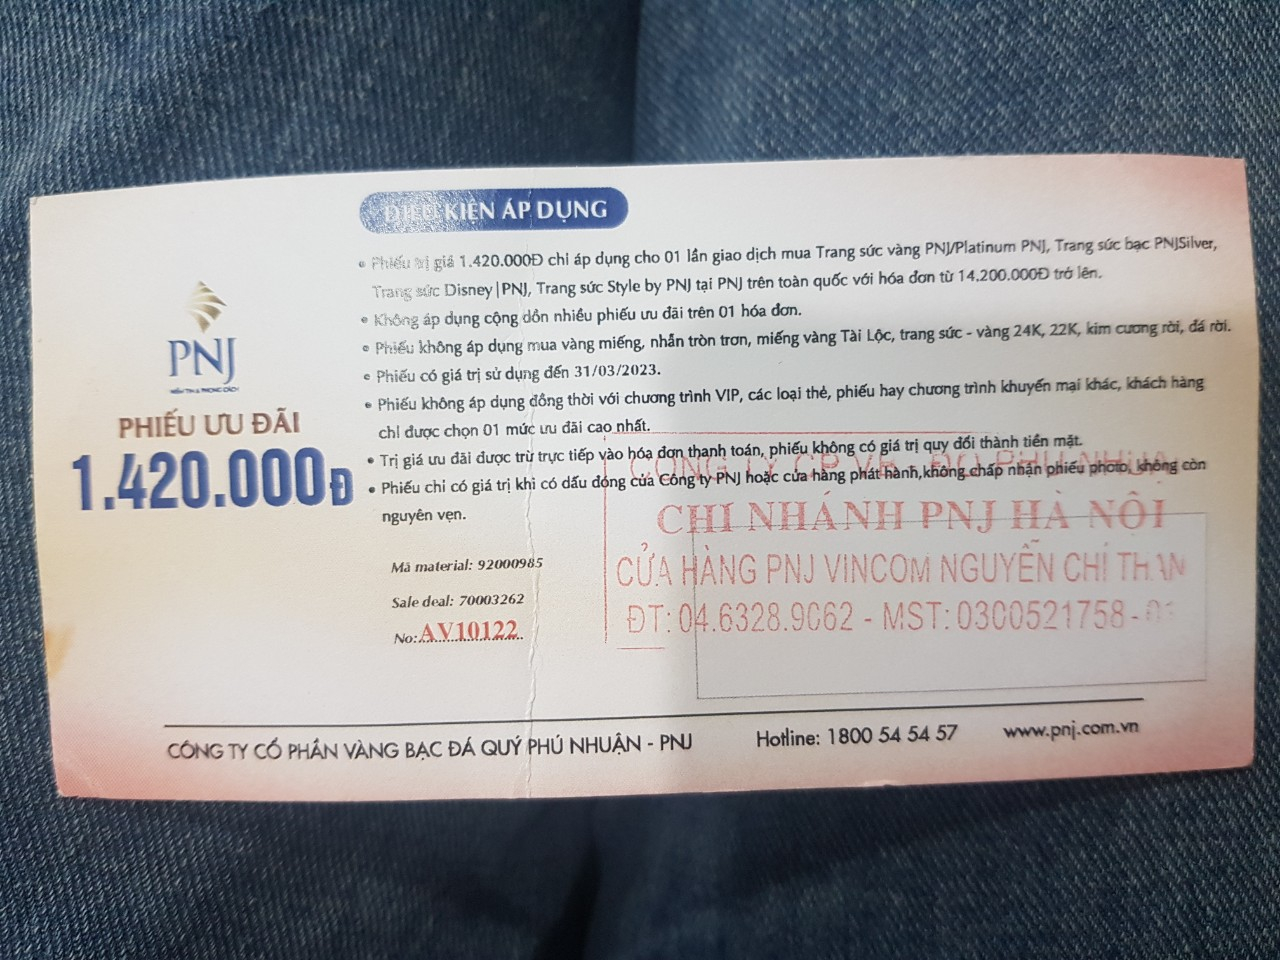 PNJ
PHIẾU ƯU ĐÃI
1.420.000Đ
ĐIỀU KIỆN ÁP DỤNG
• Phiếu trị giá 1.420.000Đ chỉ áp dụng cho 01 lần giao dịch mua Trang sức vàng PNJ/Platinum PNJ, Trang sức bạc PNJSilver,
Trang sức Disney|PNJ, Trang sức Style by PNJ tại PNJ trên toàn quốc với hóa đơn từ 14.200.000Đ trở lên.
• Không áp dụng cộng dồn nhiều phiếu ưu đãi trên 01 hóa đơn.
• Phiếu không áp dụng mua vàng miếng, nhẫn tròn trơn, miếng vàng Tài Lộc, trang sức - vàng 24K, 22K, kim cương rời, đá rời.
• Phiếu có giá trị sử dụng đến 31/03/2023.
• Phiếu không áp dụng đồng thời với chương trình VIP, các loại thẻ, phiếu hay chương trình khuyến mại khác, khách hàng
chỉ được chọn 01 mức ưu đãi cao nhất.
• Trị giá ưu đãi được trừ trực tiếp vào hóa đơn thanh toán, phiếu không có giá trị quy đổi thành tiền mặt.
• Phiếu chỉ có giá trị khi có dấu đóng của Công ty PNJ hoặc cửa hàng phát hành, không chấp nhận phiếu photo, không còn
nguyên vẹn.
CÔNG TY CP PHÚ NHUẬN
CHI NHÁNH PNJ HÀ NỘI
CỬA HÀNG PNJ VINCOM NGUYỄN CHÍ THAN
ĐT: 04.6328.9062 - MST: 0300521758-
Mã material: 92000985
Sale deal: 70003262
No: AV10122
CÔNG TY CỔ PHẦN VÀNG BẠC ĐÁ QUÝ PHÚ NHUẬN - PNJ
Hotline: 1800 54 54 57
www.pnj.com.vn